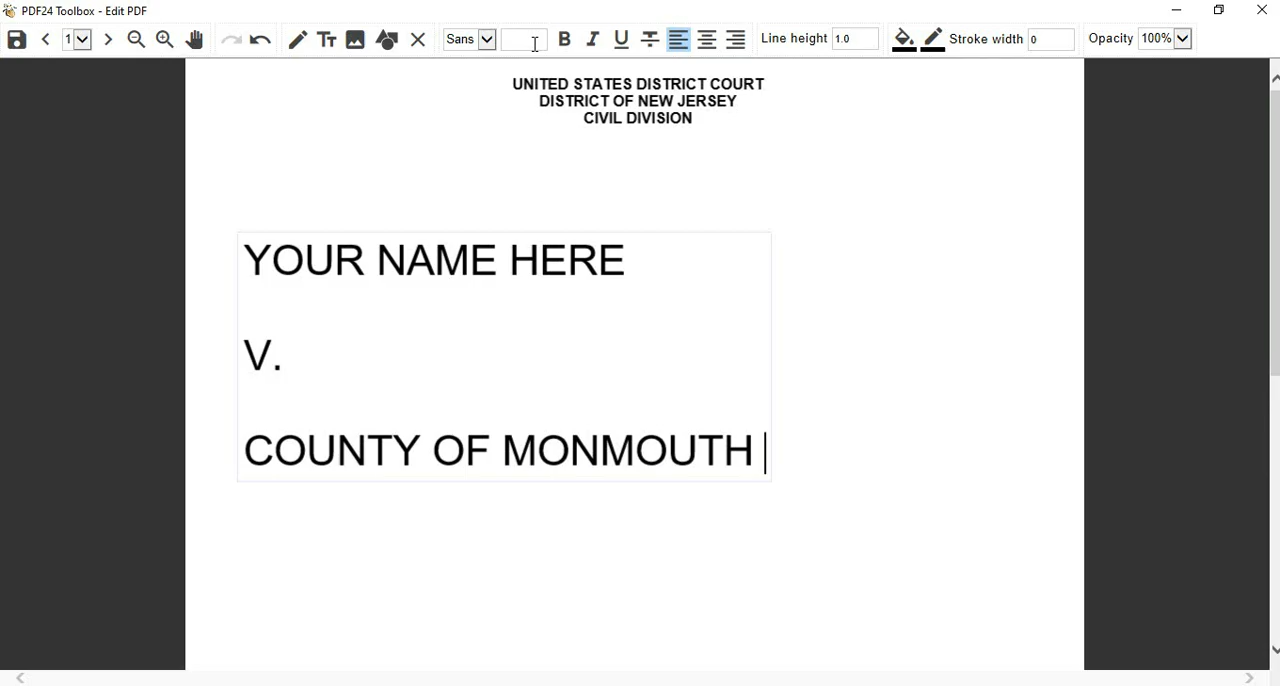 PDF24 Toolbox - Edit PDF
1 Sans B I U T Line height 1.0 Stroke width 0 Opacity 100%
UNITED STATES DISTRICT COURT
DISTRICT OF NEW JERSEY
CIVIL DIVISION
YOUR NAME HERE
V.
COUNTY OF MONMOUTH